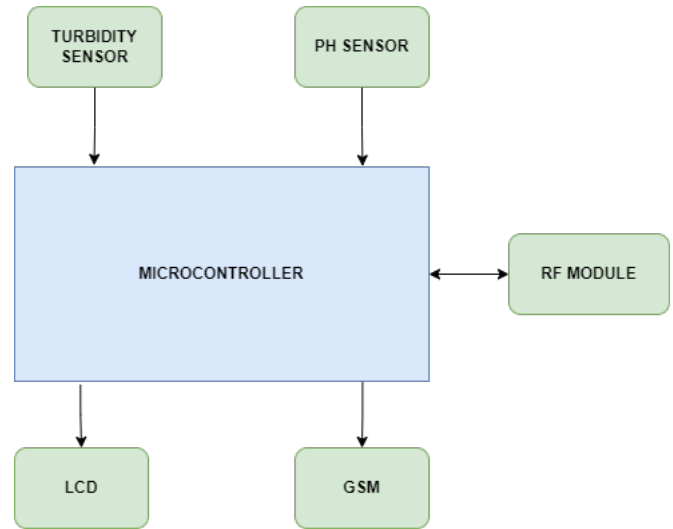 TURBIDITY
SENSOR
PH SENSOR
MICROCONTROLLER
RF MODULE
LCD
GSM